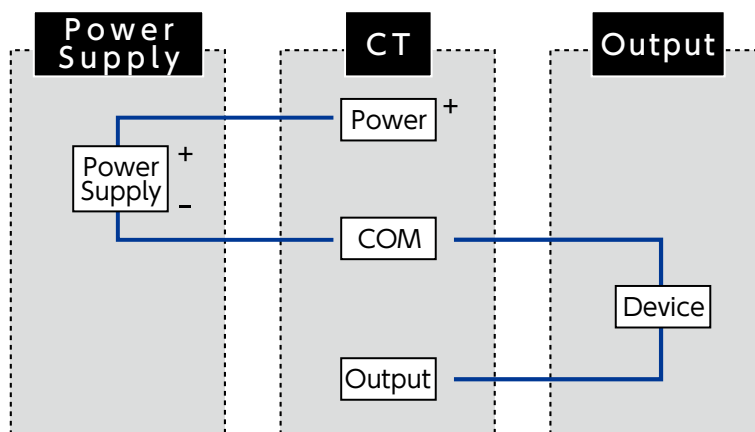 Power
Supply
CT
Output
Power +
Power
Supply
+
–
COM
Device
Output